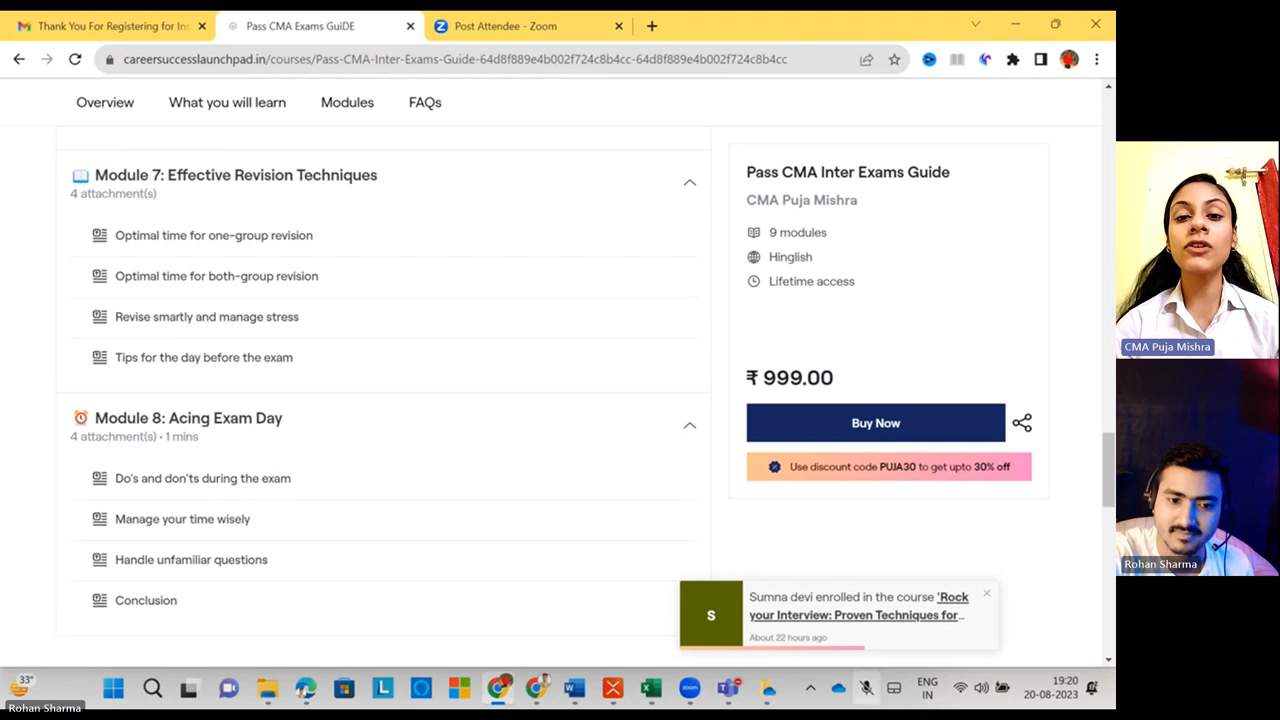 Thank You For Registering for Ins
Pass CMA Exams GuiDE
Post Attendee - Zoom
careersuccesslaunchpad.in/courses/Pass-CMA-Inter-Exams-Guide-64d8f889e4b002f724c8b4cc-64d8f889e4b002f724c8b4cc
Overview
What you will learn
Modules
FAQs
Module 7: Effective Revision Techniques
4 attachment(s)
Optimal time for one-group revision
Optimal time for both-group revision
Revise smartly and manage stress
Tips for the day before the exam
Module 8: Acing Exam Day
4 attachment(s) • 1 mins
Do's and don'ts during the exam
Manage your time wisely
Handle unfamiliar questions
Conclusion
Pass CMA Inter Exams Guide
CMA Puja Mishra
9 modules
Hinglish
Lifetime access
₹ 999.00
Buy Now
Use discount code PUJA30 to get upto 30% off
S
Sumna devi enrolled in the course 'Rock
your Interview: Proven Techniques for...
About 22 hours ago
CMA Puja Mishra
Rohan Sharma
33°
L
zoom
ENG
IN
19:20
20-08-2023
Rohan Sharma